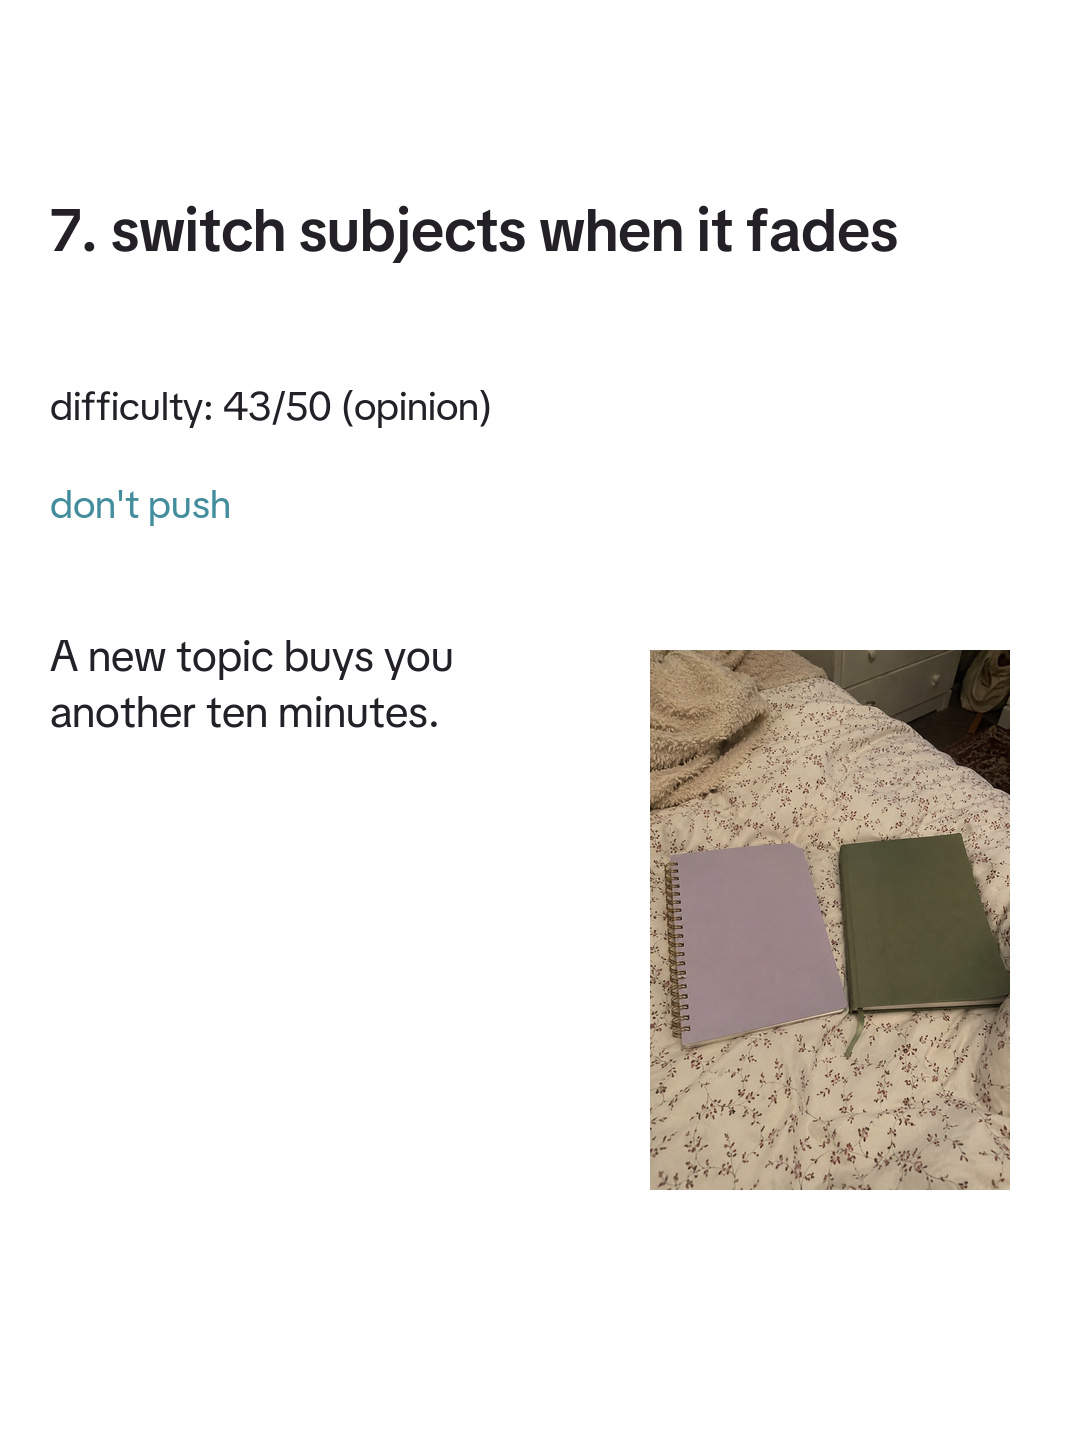 7. switch subjects when it fades
difficulty: 43/50 (opinion)
don't push
A new topic buys you
another ten minutes.